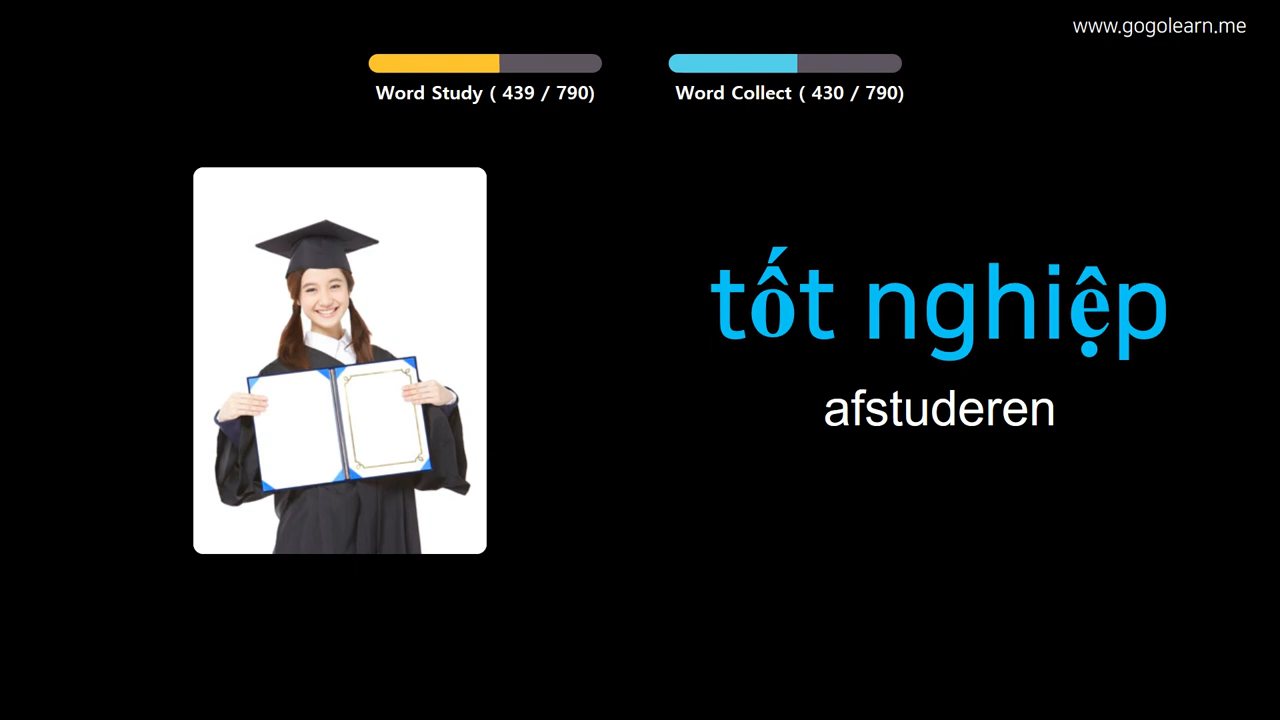 www.gogolearn.me
Word Study ( 439 / 790)
Word Collect ( 430 / 790)
tốt nghiệp
afstuderen